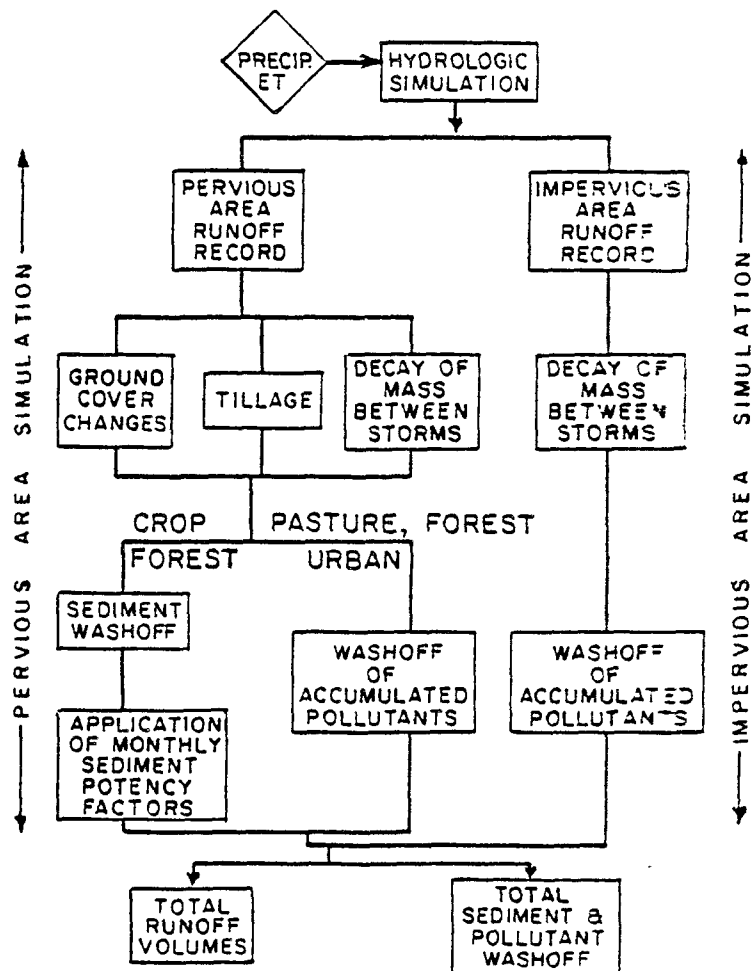 PRECIP.
ET
HYDROLOGIC
SIMULATION
PERVIOUS
AREA
RUNOFF
RECORD
IMPERVIOUS
AREA
RUNOFF
RECORD
GROUND
COVER
CHANGES
TILLAGE
DECAY OF
MASS
BETWEEN
STORMS
DECAY OF
MASS
BETWEEN
STORMS
CROP
FOREST
PASTURE, FOREST
URBAN
SEDIMENT
WASHOFF
APPLICATION
OF MONTHLY
SEDIMENT
POTENCY
FACTORS
WASHOFF
OF
ACCUMULATED
POLLUTANTS
WASHOFF
OF
ACCUMULATED
POLLUTANTS
TOTAL
RUNOFF
VOLUMES
TOTAL
SEDIMENT &
POLLUTANT
WASHOFF
PERVIOUS AREA SIMULATION
IMPERVIOUS AREA SIMULATION